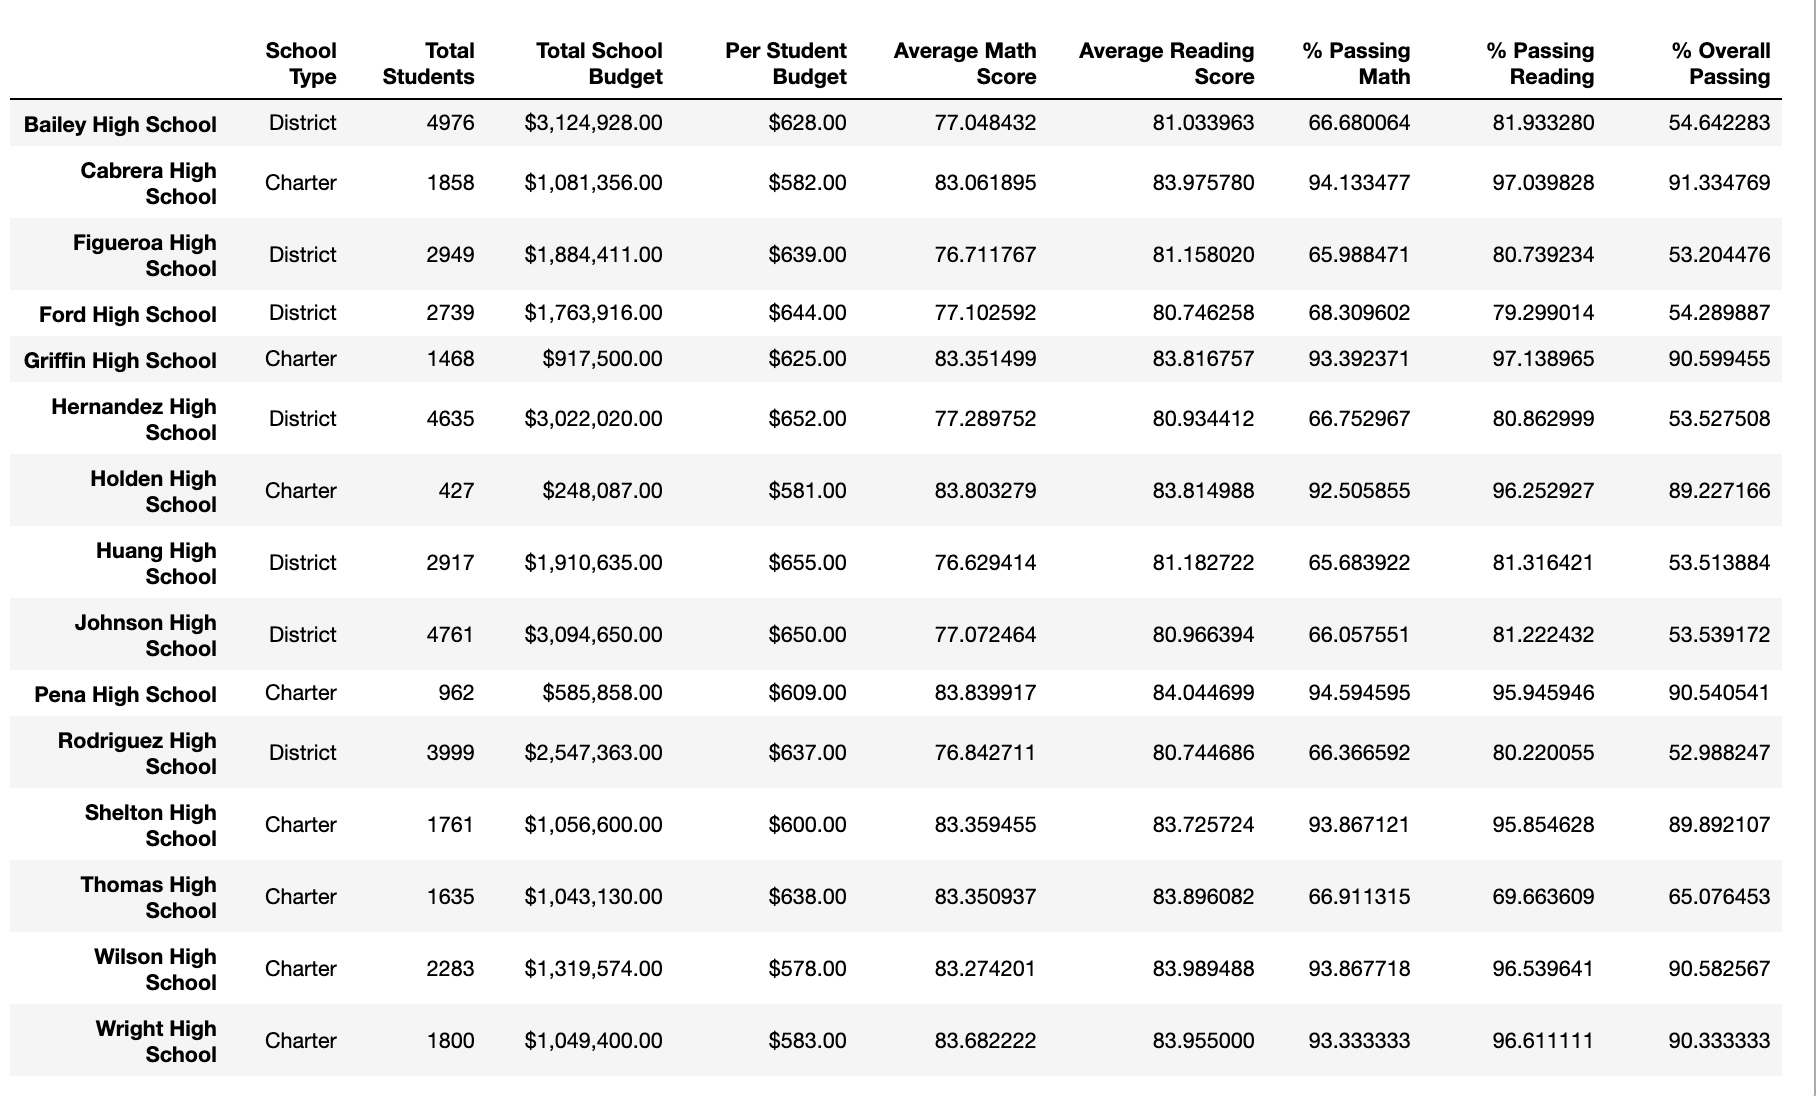 School Type Total Students Total School Budget Per Student Budget Average Math Score Average Reading Score % Passing Math % Passing Reading % Overall Passing
Bailey High School District 4976 $3,124,928.00 $628.00 77.048432 81.033963 66.680064 81.933280 54.642283
Cabrera High School Charter 1858 $1,081,356.00 $582.00 83.061895 83.975780 94.133477 97.039828 91.334769
Figueroa High School District 2949 $1,884,411.00 $639.00 76.711767 81.158020 65.988471 80.739234 53.204476
Ford High School District 2739 $1,763,916.00 $644.00 77.102592 80.746258 68.309602 79.299014 54.289887
Griffin High School Charter 1468 $917,500.00 $625.00 83.351499 83.816757 93.392371 97.138965 90.599455
Hernandez High School District 4635 $3,022,020.00 $652.00 77.289752 80.934412 66.752967 80.862999 53.527508
Holden High School Charter 427 $248,087.00 $581.00 83.803279 83.814988 92.505855 96.252927 89.227166
Huang High School District 2917 $1,910,635.00 $655.00 76.629414 81.182722 65.683922 81.316421 53.513884
Johnson High School District 4761 $3,094,650.00 $650.00 77.072464 80.966394 66.057551 81.222432 53.539172
Pena High School Charter 962 $585,858.00 $609.00 83.839917 84.044699 94.594595 95.945946 90.540541
Rodriguez High School District 3999 $2,547,363.00 $637.00 76.842711 80.744686 66.366592 80.220055 52.988247
Shelton High School Charter 1761 $1,056,600.00 $600.00 83.359455 83.725724 93.867121 95.854628 89.892107
Thomas High School Charter 1635 $1,043,130.00 $638.00 83.350937 83.896082 66.911315 69.663609 65.076453
Wilson High School Charter 2283 $1,319,574.00 $578.00 83.274201 83.989488 93.867718 96.539641 90.582567
Wright High School Charter 1800 $1,049,400.00 $583.00 83.682222 83.955000 93.333333 96.611111 90.333333